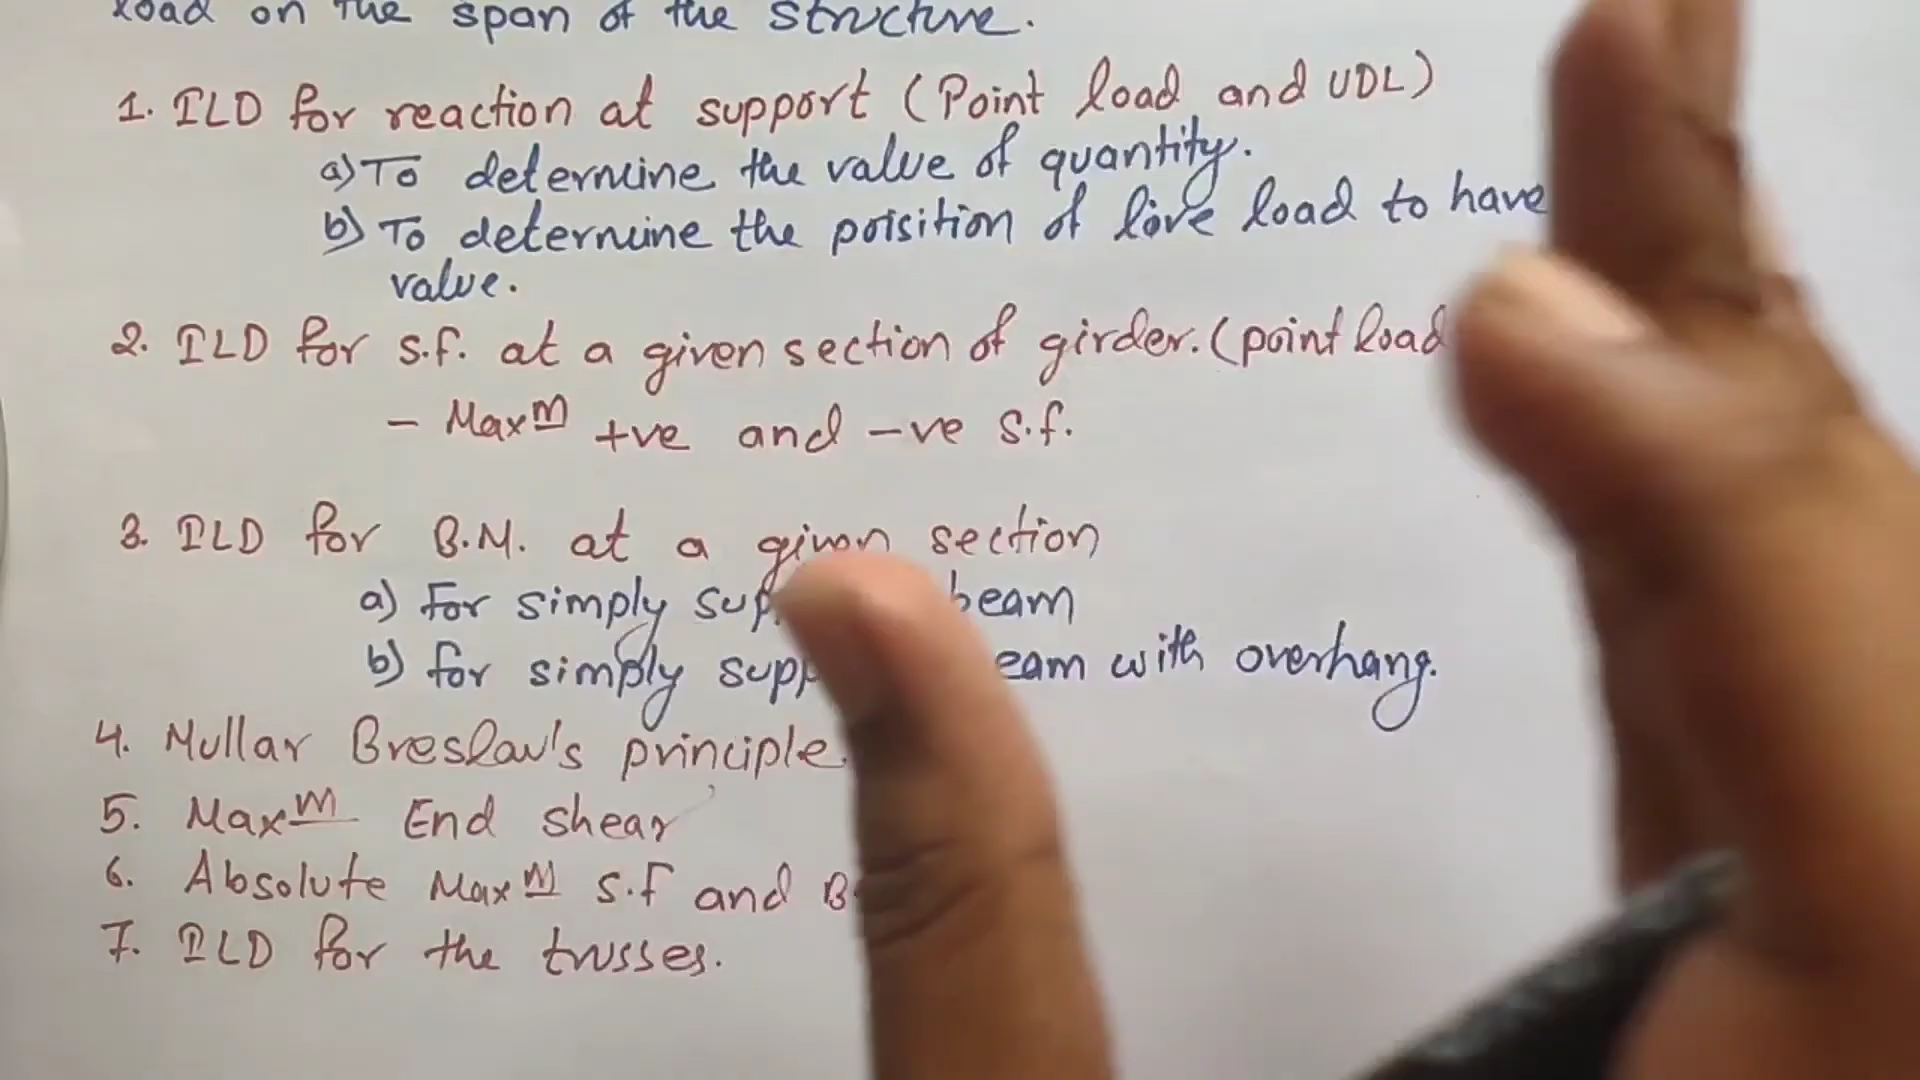 load on the span of the structure.
1. ILD for reaction at support (Point load and UDL)
a) To determine the value of quantity.
b) To determine the poisition of live load to have
value.
2. ILD for s.f. at a given section of girder. (point load
- Maxm +ve and -ve s.f.
3. ILD for B.M. at a given section
a) For simply beam
b) for simply with overhang.
4. Mullar Breslau's principle.
5. Maxm End shear
6. Absolute Maxm S.F and
7. ILD for the trusses.